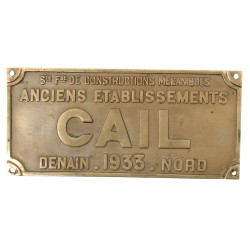 Sté Fse DE CONSTRUCTIONS MÉCANIQUES
ANCIENS ETABLISSEMENTS
CAIL
DENAIN . 1933 . NORD